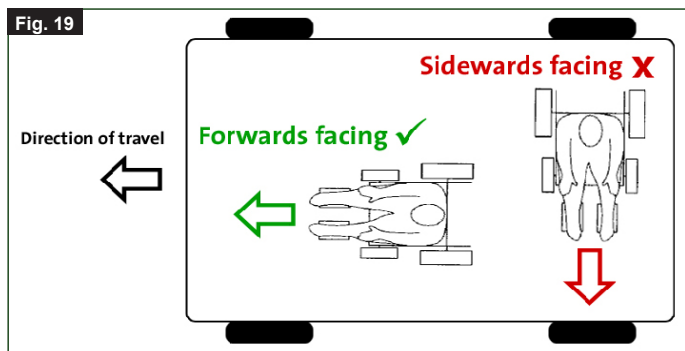 Fig. 19
Sidewards facing X
Direction of travel
Forwards facing ✓